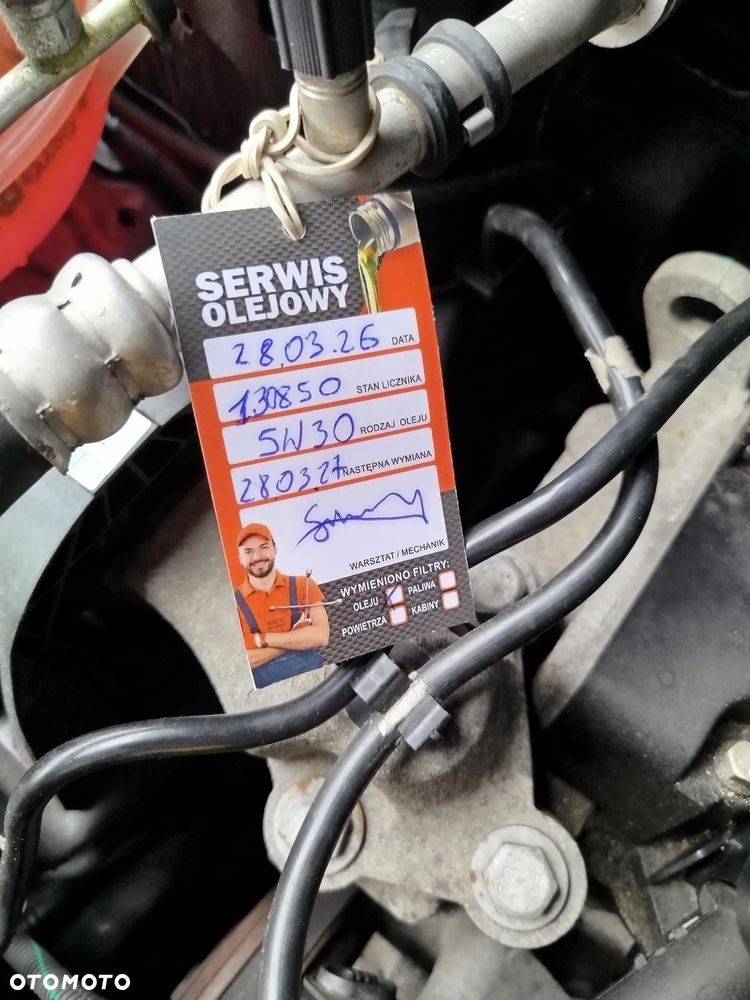 SERWIS
OLEJOWY
28.03.26 DATA
130850 STAN LICZNIKA
5W30 RODZAJ OLEJU
280327 NASTĘPNA WYMIANA
WARSZTAT / MECHANIK
WYMIENIONO FILTRY:
OLEJU PALIWA
POWIETRZA KABINY
OTOMOTO